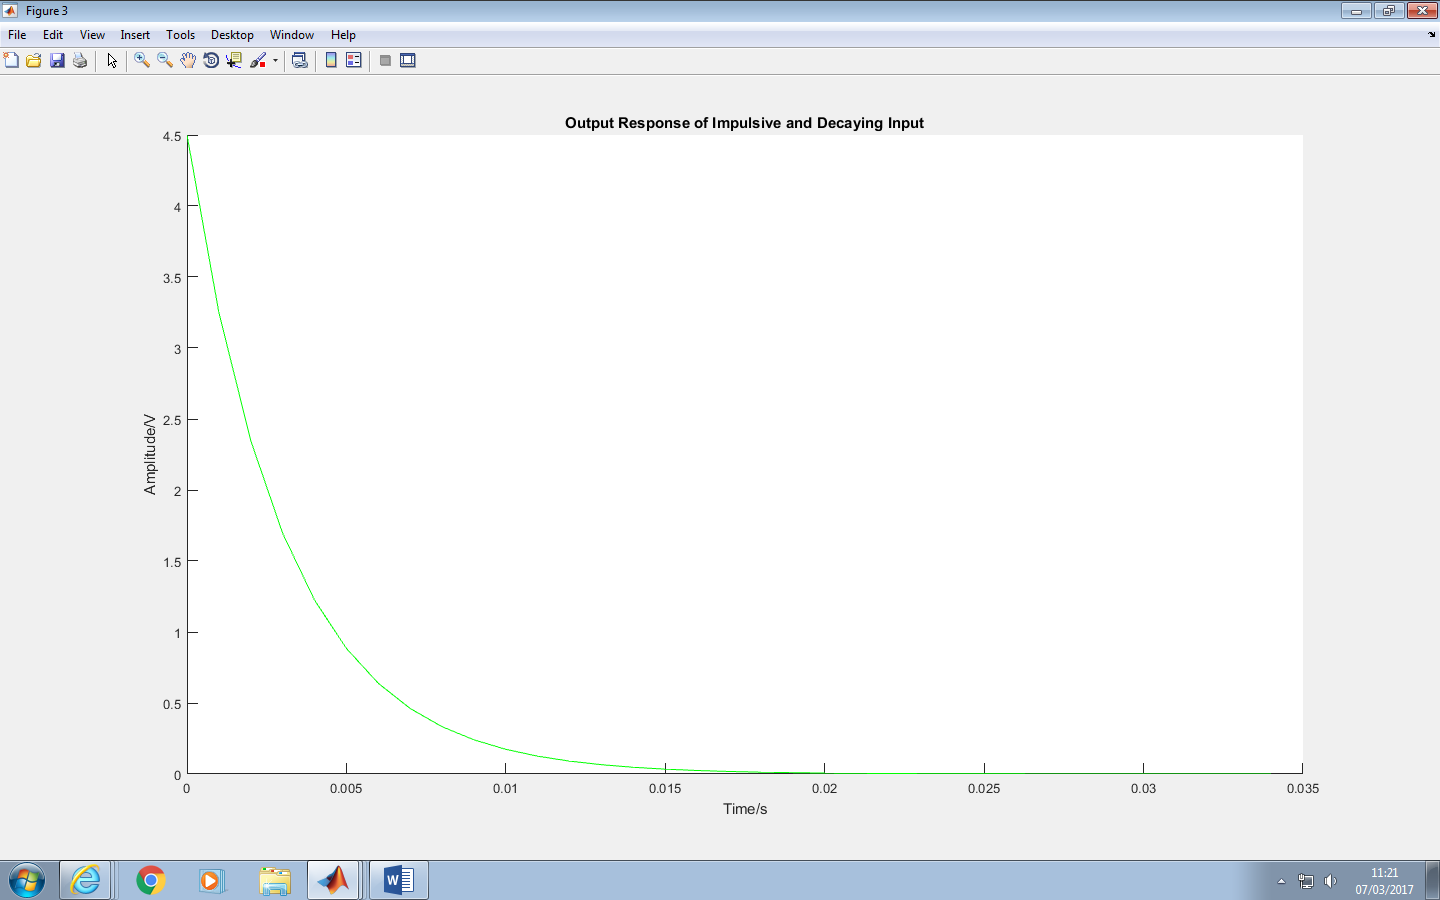 Figure 3
File Edit View Insert Tools Desktop Window Help
Output Response of Impulsive and Decaying Input
4.5
4
3.5
3
2.5
2
1.5
1
0.5
0
Amplitude/V
0 0.005 0.01 0.015 0.02 0.025 0.03 0.035
Time/s
W
11:21
07/03/2017